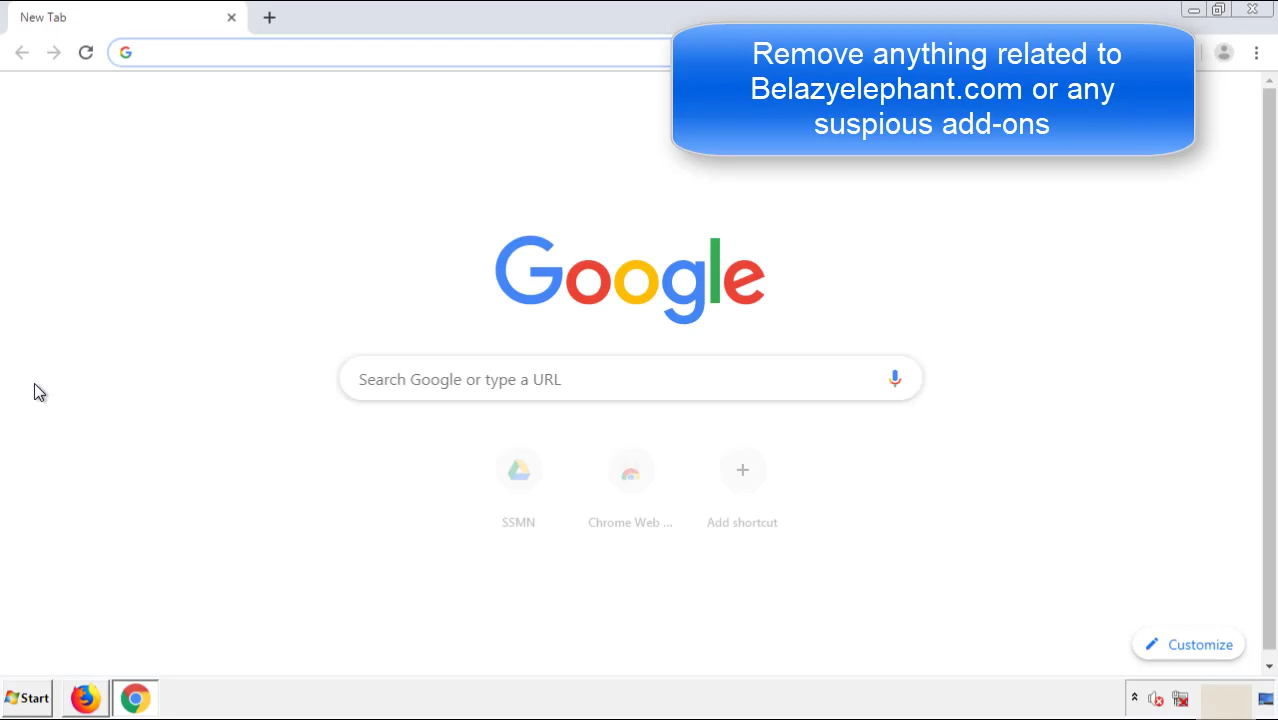 New Tab
Remove anything related to
Belazyelephant.com or any
suspious add-ons
Google
Search Google or type a URL
SSMN
Chrome Web ...
Add shortcut
Customize
Start